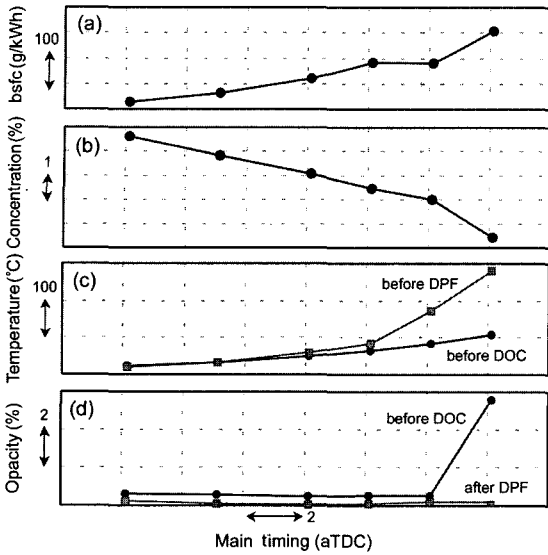 (a)
bsfc (g/kWh)
100
(b)
Concentration (%)
1
(c)
Temperature (°C)
100
before DPF
before DOC
(d)
Opacity (%)
2
before DOC
after DPF
2
Main timing (aTDC)